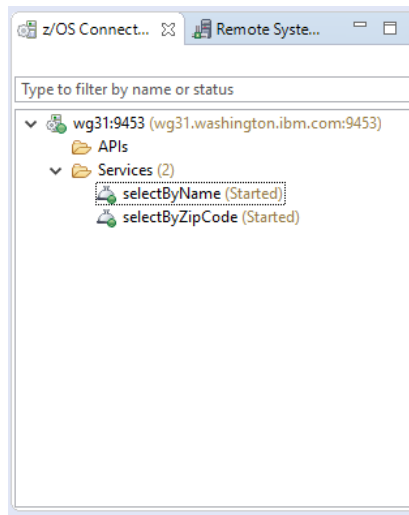 z/OS Connect... Remote Syste...
Type to filter by name or status
wg31:9453 (wg31.washington.ibm.com:9453)
APIs
Services (2)
selectByName (Started)
selectByZipCode (Started)